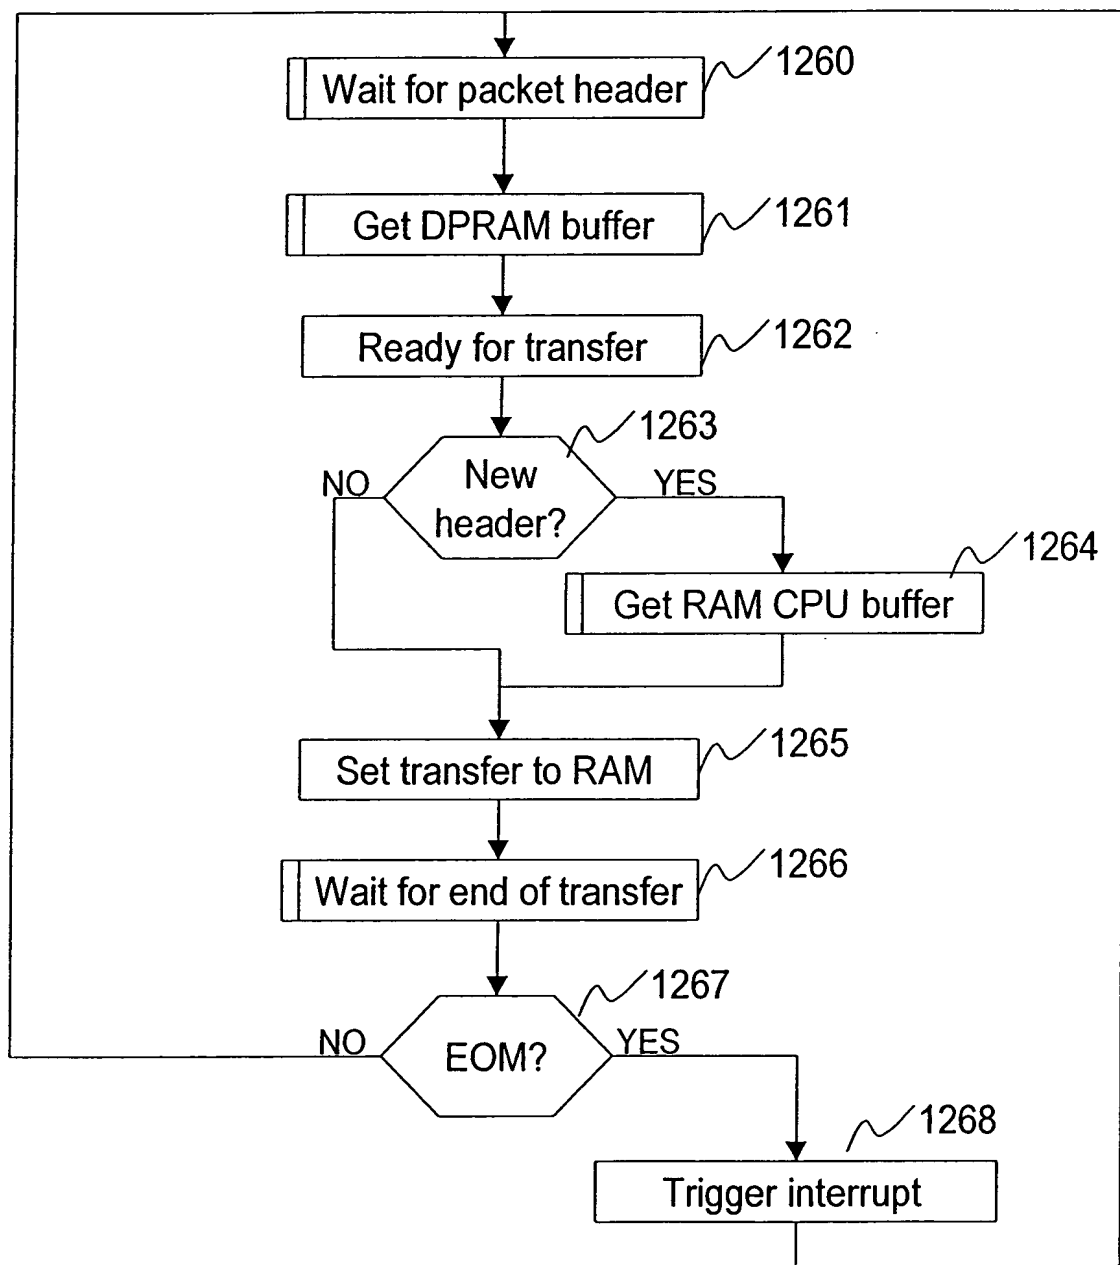 1260
Wait for packet header
1261
Get DPRAM buffer
1262
Ready for transfer
1263
NO
New
header?
YES
1264
Get RAM CPU buffer
1265
Set transfer to RAM
1266
Wait for end of transfer
1267
NO
EOM?
YES
1268
Trigger interrupt